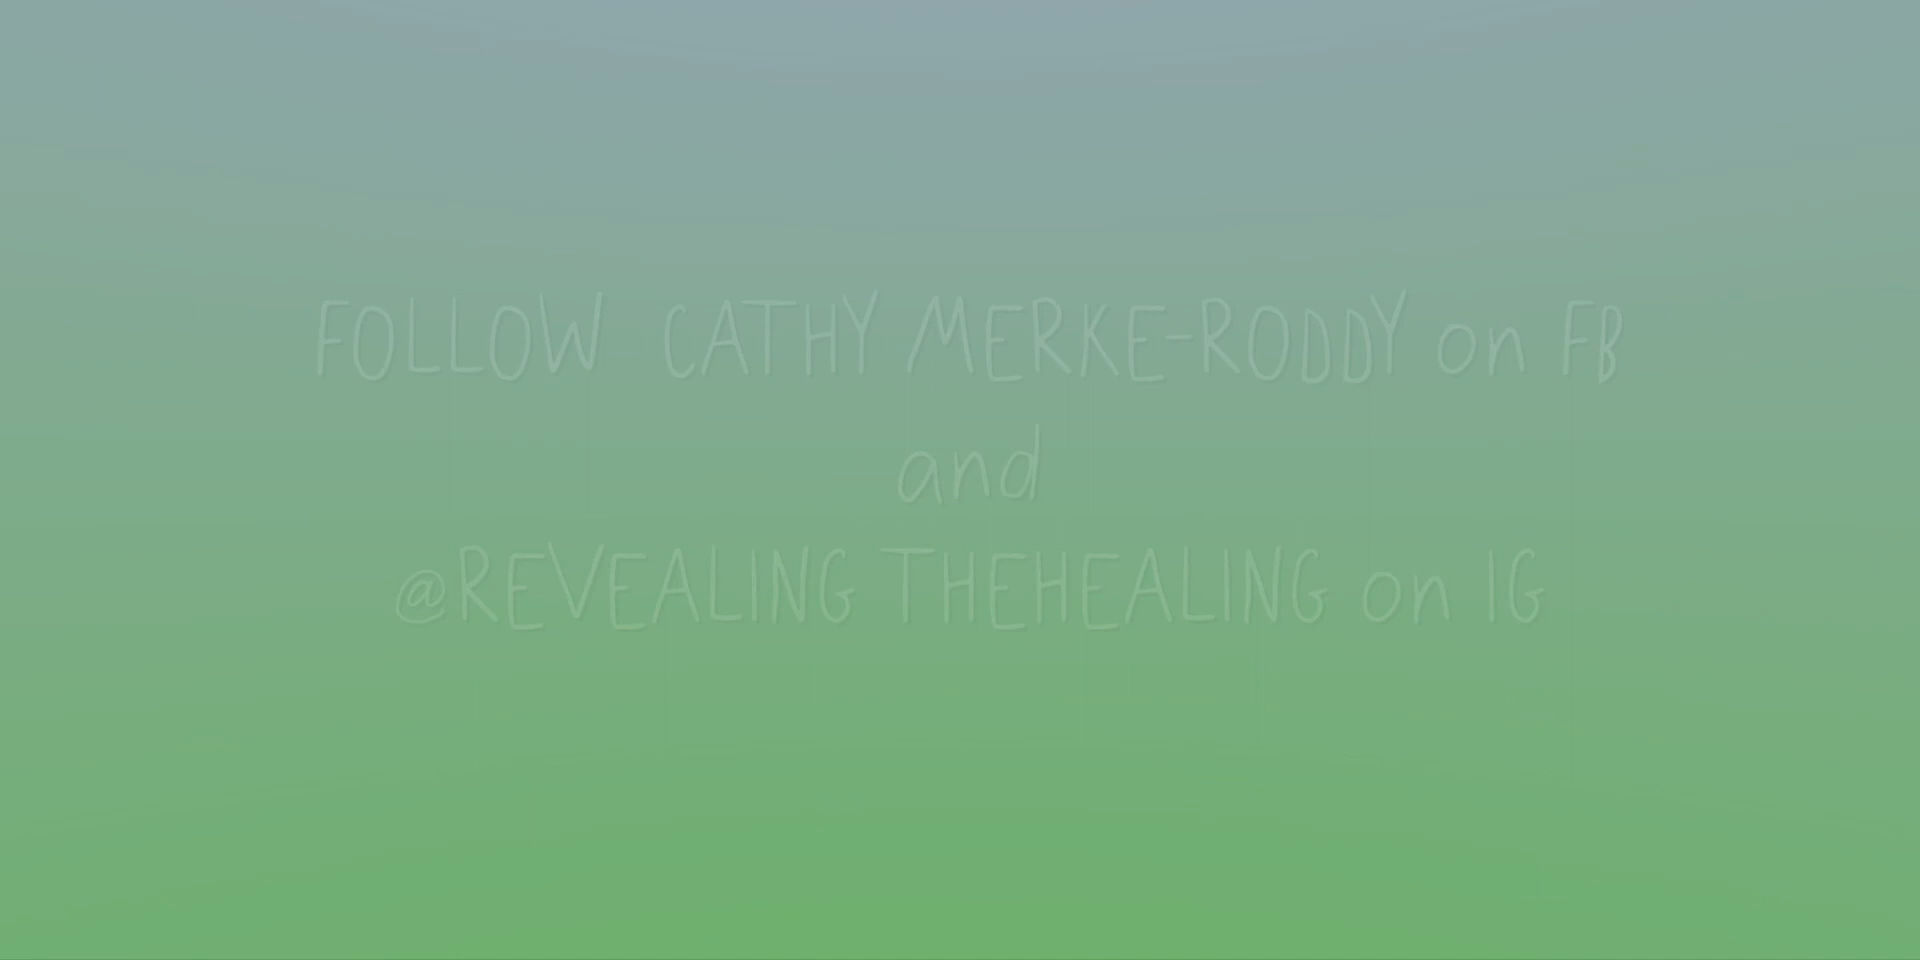 FOLLOW CATHY MERKE-RODDY on FB
and
@REVEALING THEHEALING on IG